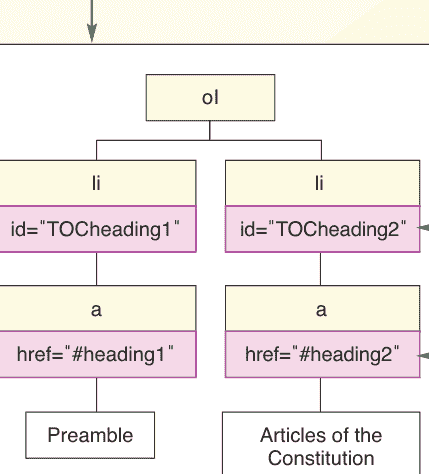 ol
li
li
id="TOCheading1"
id="TOCheading2"
a
a
href="#heading1"
href="#heading2"
Preamble
Articles of the
Constitution